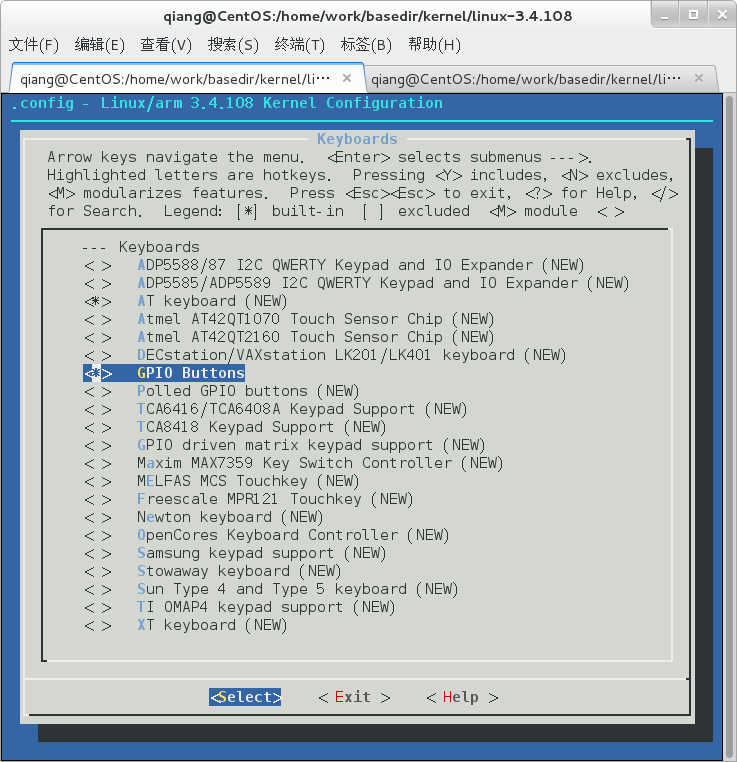 qiang@CentOS:/home/work/basedir/kernel/linux-3.4.108
文件(F) 编辑(E) 查看(V) 搜索(S) 终端(T) 标签(B) 帮助(H)
qiang@CentOS:/home/work/basedir/kernel/li··· × qiang@CentOS:/home/work/basedir/kernel/li··· ×
.config - Linux/arm 3.4.108 Kernel Configuration
Keyboards
Arrow keys navigate the menu. <Enter> selects submenus --->.
Highlighted letters are hotkeys. Pressing <Y> includes, <N> excludes,
<M> modularizes features. Press <Esc><Esc> to exit, <?> for Help, </>
for Search. Legend: [*] built-in [ ] excluded <M> module < >
--- Keyboards
< > ADP5588/87 I2C QWERTY Keypad and IO Expander (NEW)
< > ADP5585/ADP5589 I2C QWERTY Keypad and IO Expander (NEW)
<*> AT keyboard (NEW)
< > Atmel AT42QT1070 Touch Sensor Chip (NEW)
< > Atmel AT42QT2160 Touch Sensor Chip (NEW)
< > DECstation/VAXstation LK201/LK401 keyboard (NEW)
<*> GPIO Buttons
< > Polled GPIO buttons (NEW)
< > TCA6416/TCA6408A Keypad Support (NEW)
< > TCA8418 Keypad Support (NEW)
< > GPIO driven matrix keypad support (NEW)
< > Maxim MAX7359 Key Switch Controller (NEW)
< > MELFAS MCS Touchkey (NEW)
< > Freescale MPR121 Touchkey (NEW)
< > Newton keyboard (NEW)
< > OpenCores Keyboard Controller (NEW)
< > Samsung keypad support (NEW)
< > Stowaway keyboard (NEW)
< > Sun Type 4 and Type 5 keyboard (NEW)
< > TI OMAP4 keypad support (NEW)
< > XT keyboard (NEW)
<Select> < Exit > < Help >